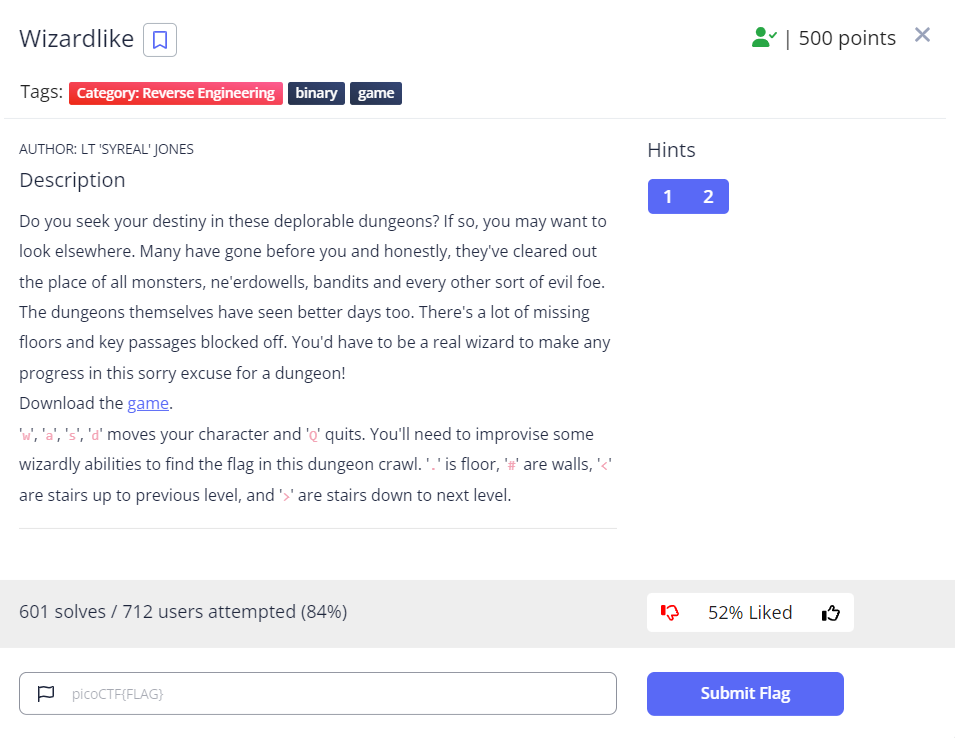 Wizardlike
| 500 points
Tags: Category: Reverse Engineering binary game
AUTHOR: LT 'SYREAL' JONES
Description
Do you seek your destiny in these deplorable dungeons? If so, you may want to
look elsewhere. Many have gone before you and honestly, they've cleared out
the place of all monsters, ne'erdowells, bandits and every other sort of evil foe.
The dungeons themselves have seen better days too. There's a lot of missing
floors and key passages blocked off. You'd have to be a real wizard to make any
progress in this sorry excuse for a dungeon!
Download the game.
'w', 'a', 's', 'd' moves your character and 'Q' quits. You'll need to improvise some
wizardly abilities to find the flag in this dungeon crawl. '.' is floor, '#' are walls, '<'
are stairs up to previous level, and '>' are stairs down to next level.
Hints
1 2
601 solves / 712 users attempted (84%)
52% Liked
picoCTF{FLAG}
Submit Flag